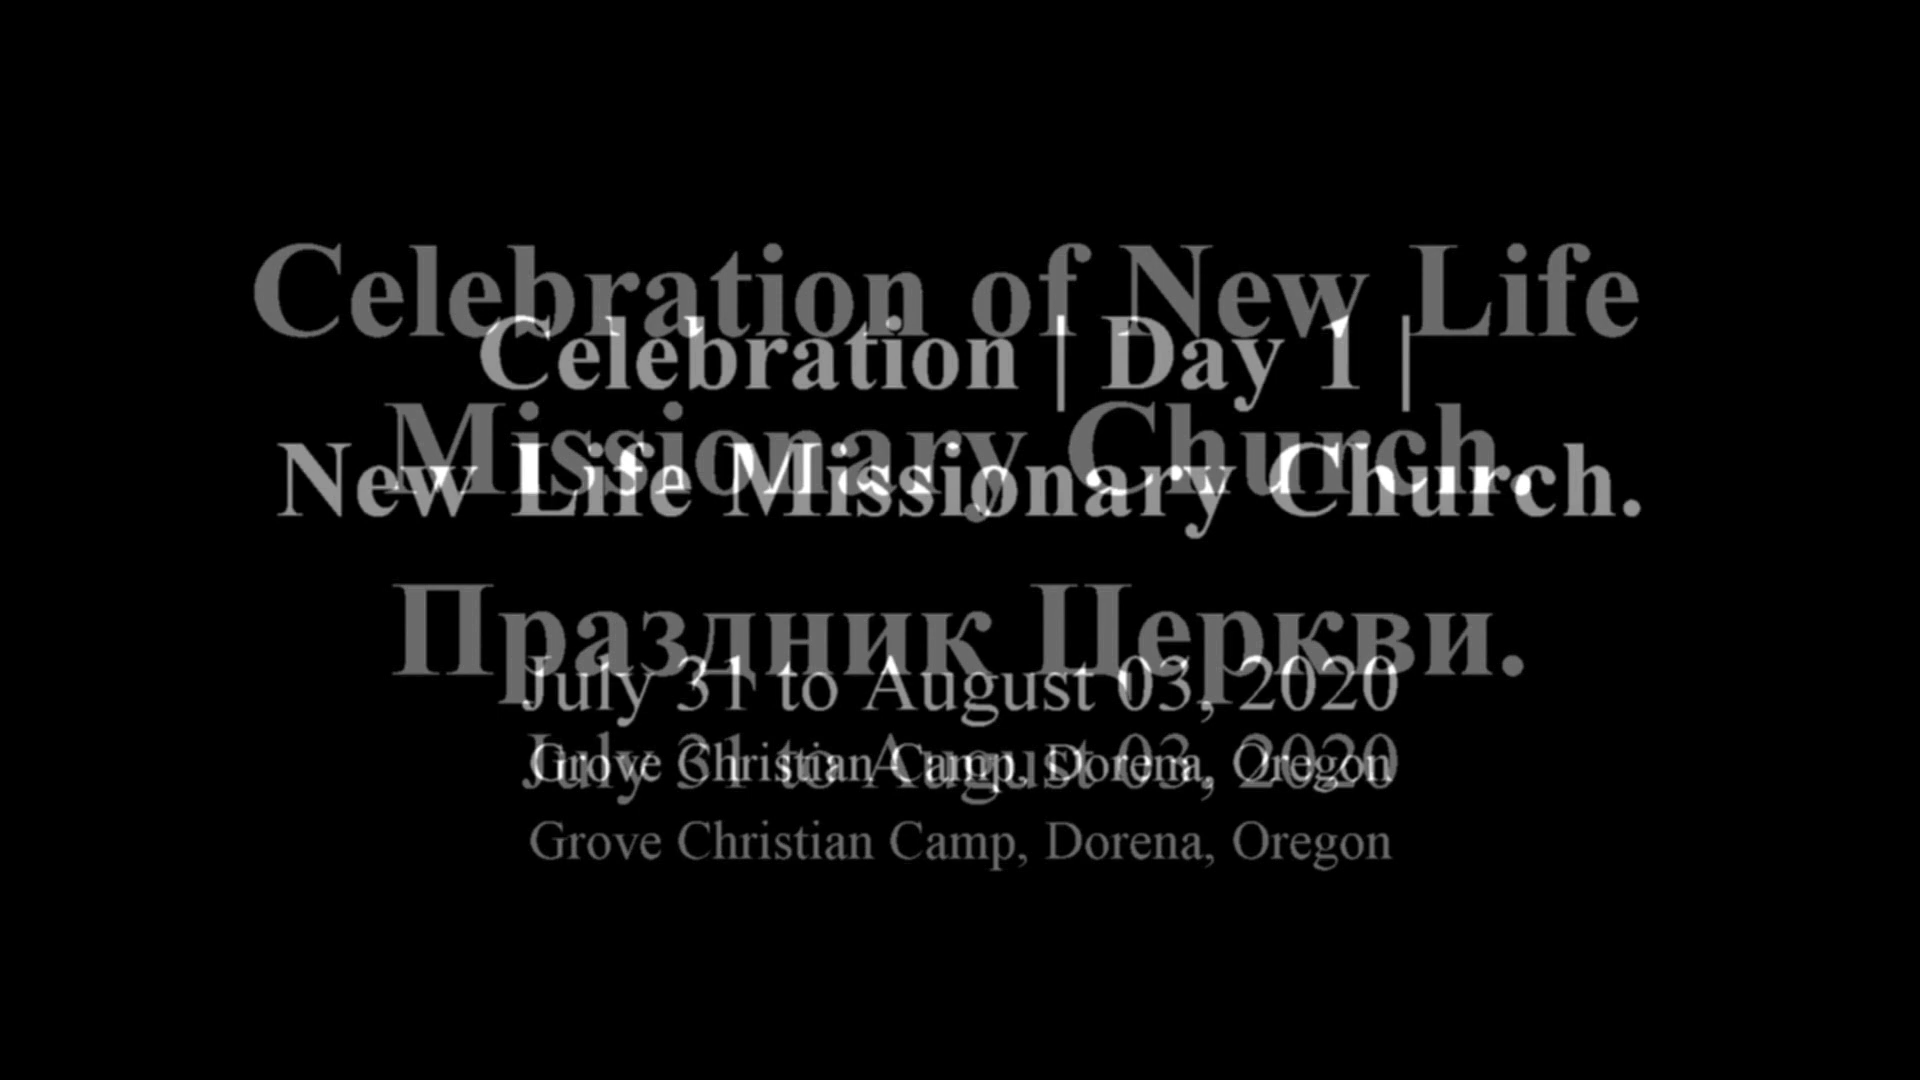 Celebration of New Life
Missionary Church.
Праздник Церкви.
July 31 to August 03, 2020
Grove Christian Camp, Dorena, Oregon
Celebration | Day 1 |
New Life Missionary Church.
July 31 to August 03, 2020
Grove Christian Camp, Dorena, Oregon